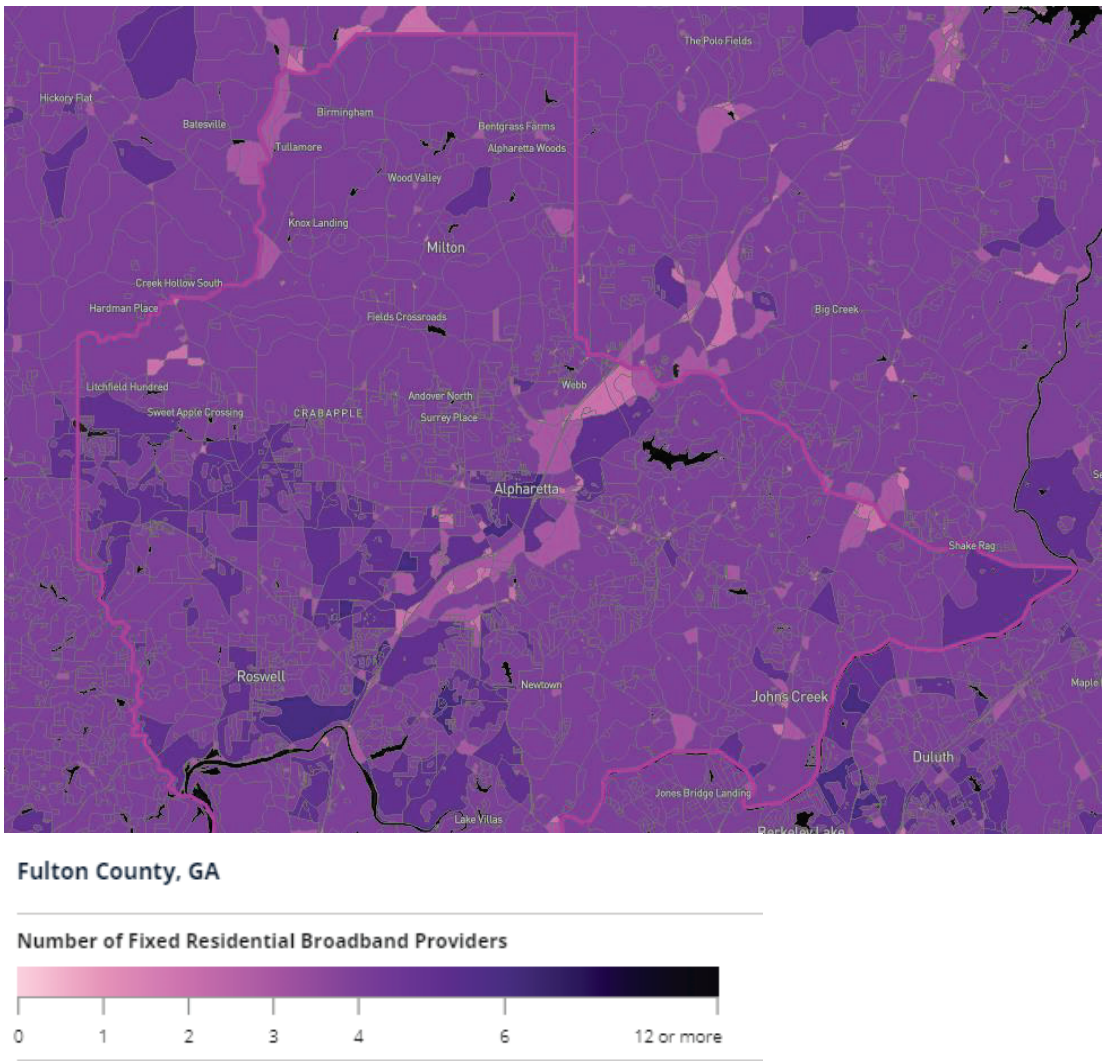 The Polo Fields
Hickory Flat
Birmingham
Batesville
Bentgrass Farms
Tullamore
Alpharetta Woods
Wood Valley
Knox Landing
Milton
Creek Hollow South
Hardman Place
Big Creek
Fields Crossroads
Webb
Litchfield Hundred
Andover North
Sweet Apple Crossing
CRABAPPLE
Surrey Place
Alpharetta
Shake Rag
Roswell
Newtown
Maple
Johns Creek
Duluth
Jones Bridge Landing
Lake Villas
Berkeley Lake
Fulton County, GA
Number of Fixed Residential Broadband Providers
0 1 2 3 4 6 12 or more